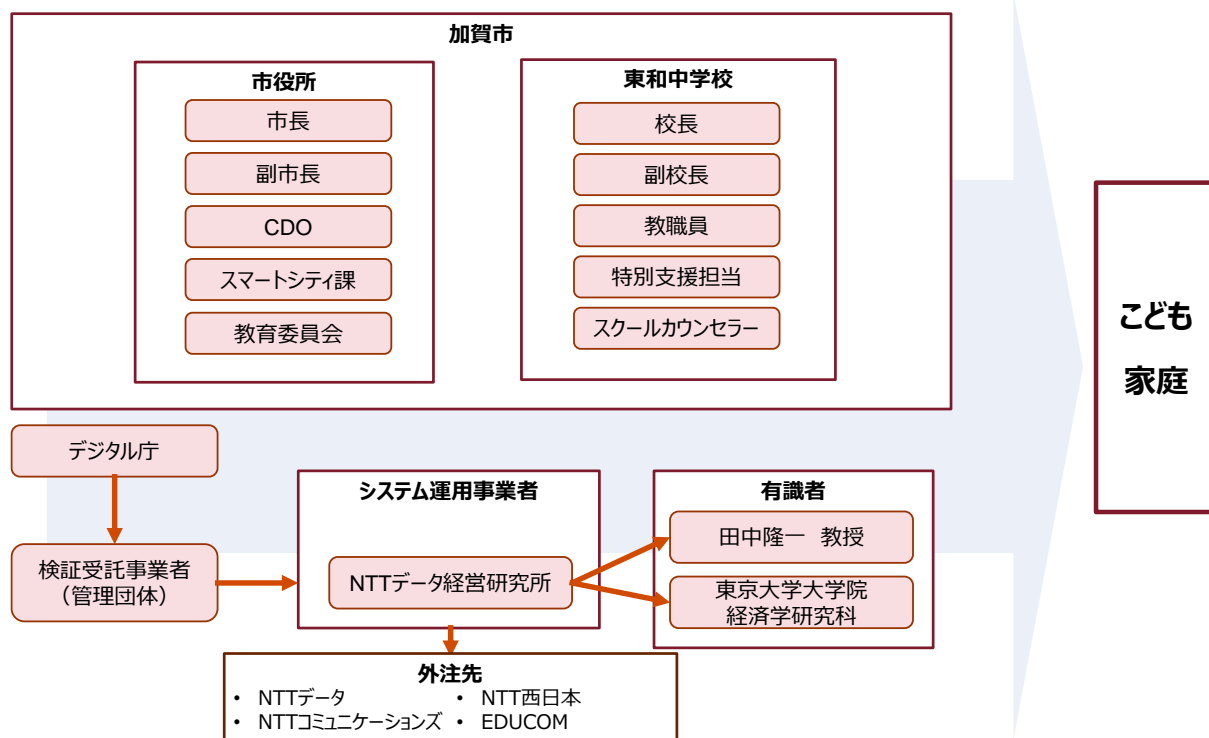 加賀市
市役所
市長
副市長
CDO
スマートシティ課
教育委員会
東和中学校
校長
副校長
教職員
特別支援担当
スクールカウンセラー
こども
家庭
デジタル庁
検証受託事業者
（管理団体）
システム運用事業者
NTTデータ経営研究所
有識者
田中隆一 教授
東京大学大学院
経済学研究科
外注先
• NTTデータ
• NTTコミュニケーションズ
• NTT西日本
• EDUCOM